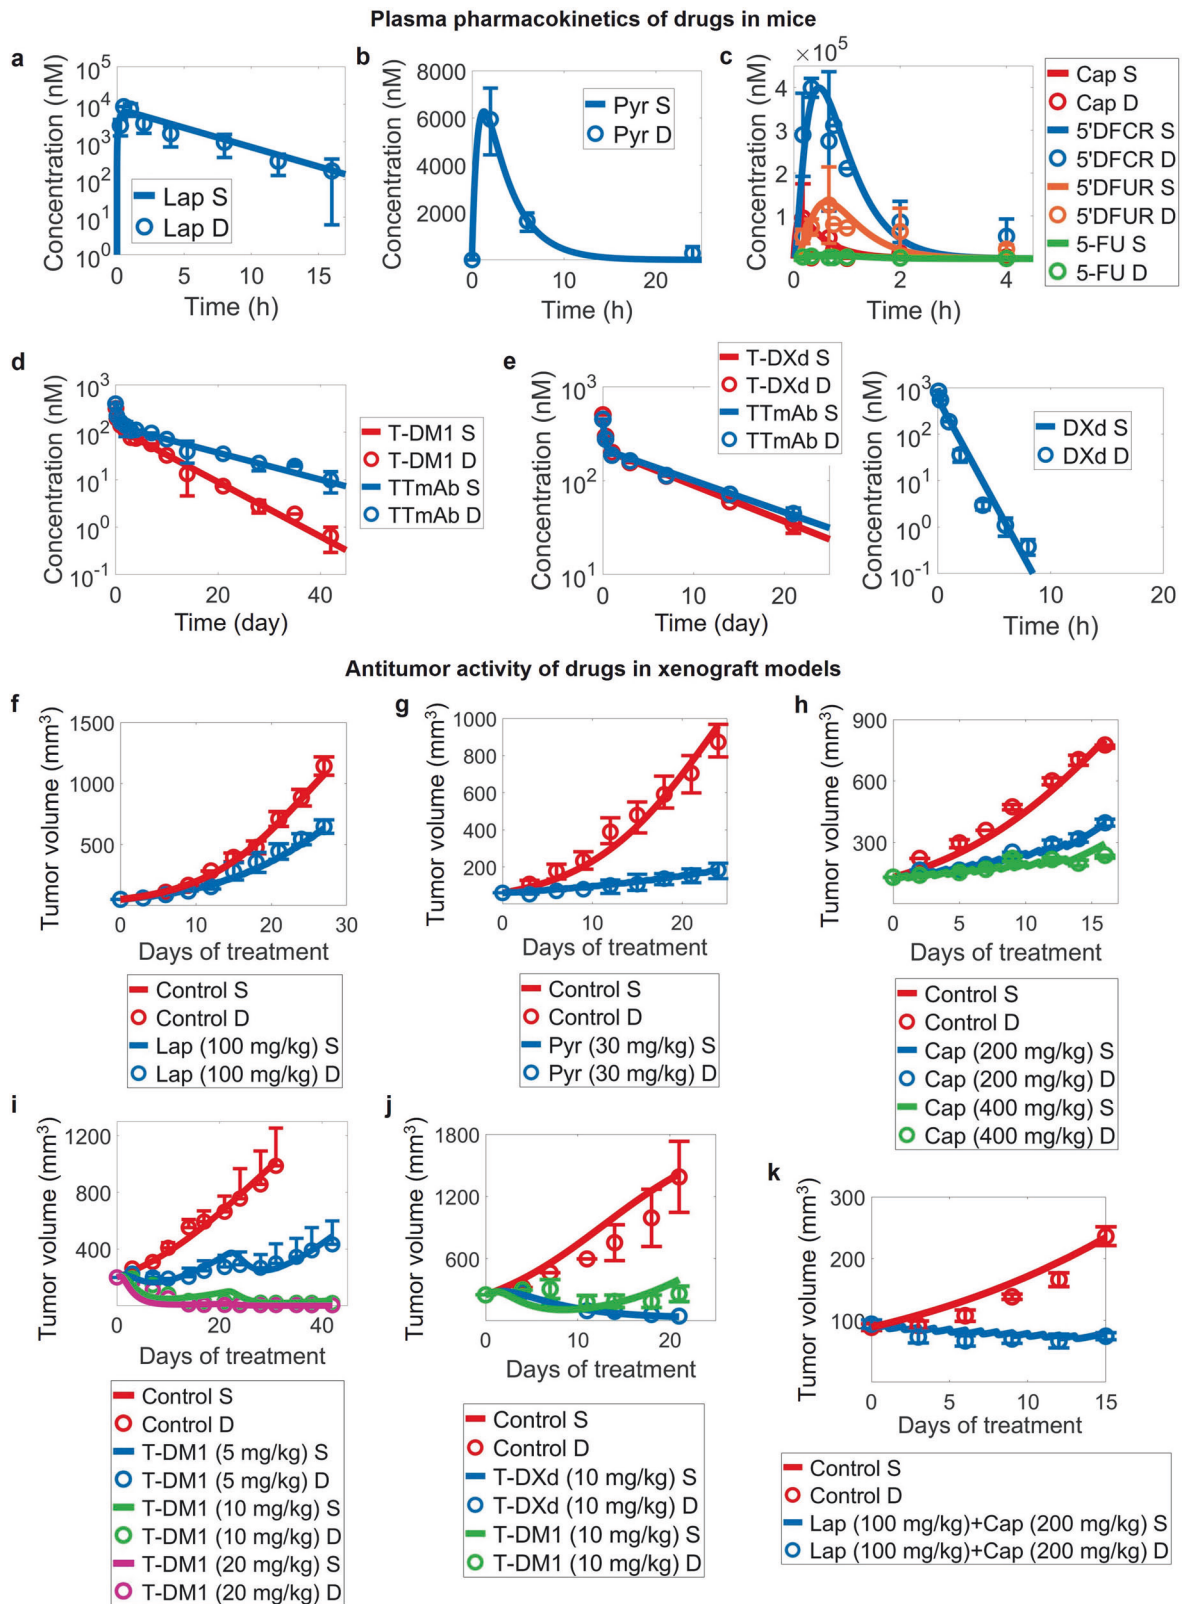 Plasma pharmacokinetics of drugs in mice
a
Concentration (nM)
10^5
10^4
10^3
10^2
10^1
10^0
Lap S
Lap D
0 5 10 15
Time (h)
b
Concentration (nM)
8000
6000
4000
2000
0
Pyr S
Pyr D
0 10 20
Time (h)
c
×10^5
Concentration (nM)
4
3
2
1
0 2 4
Time (h)
Cap S
Cap D
5'DFCR S
5'DFCR D
5'DFUR S
5'DFUR D
5-FU S
5-FU D
d
Concentration (nM)
10^3
10^2
10^1
10^0
10^-1
0 20 40
Time (day)
T-DM1 S
T-DM1 D
TTmAb S
TTmAb D
e
Concentration (nM)
10^3
10^2
10^1
0 10 20
Time (day)
T-DXd S
T-DXd D
TTmAb S
TTmAb D
Concentration (nM)
10^3
10^2
10^1
10^0
10^-1
0 10 20
Time (h)
DXd S
DXd D
Antitumor activity of drugs in xenograft models
f
Tumor volume (mm³)
1500
1000
500
0 10 20 30
Days of treatment
Control S
Control D
Lap (100 mg/kg) S
Lap (100 mg/kg) D
g
Tumor volume (mm³)
1000
800
600
400
200
0 10 20
Days of treatment
Control S
Control D
Pyr (30 mg/kg) S
Pyr (30 mg/kg) D
h
Tumor volume (mm³)
900
600
300
0 5 10 15
Days of treatment
Control S
Control D
Cap (200 mg/kg) S
Cap (200 mg/kg) D
Cap (400 mg/kg) S
Cap (400 mg/kg) D
i
Tumor volume (mm³)
1200
800
400
0 20 40
Days of treatment
Control S
Control D
T-DM1 (5 mg/kg) S
T-DM1 (5 mg/kg) D
T-DM1 (10 mg/kg) S
T-DM1 (10 mg/kg) D
T-DM1 (20 mg/kg) S
T-DM1 (20 mg/kg) D
j
Tumor volume (mm³)
1800
1200
600
0 10 20
Days of treatment
Control S
Control D
T-DXd (10 mg/kg) S
T-DXd (10 mg/kg) D
T-DM1 (10 mg/kg) S
T-DM1 (10 mg/kg) D
k
Tumor volume (mm³)
300
200
100
0 5 10 15
Days of treatment
Control S
Control D
Lap (100 mg/kg)+Cap (200 mg/kg) S
Lap (100 mg/kg)+Cap (200 mg/kg) D